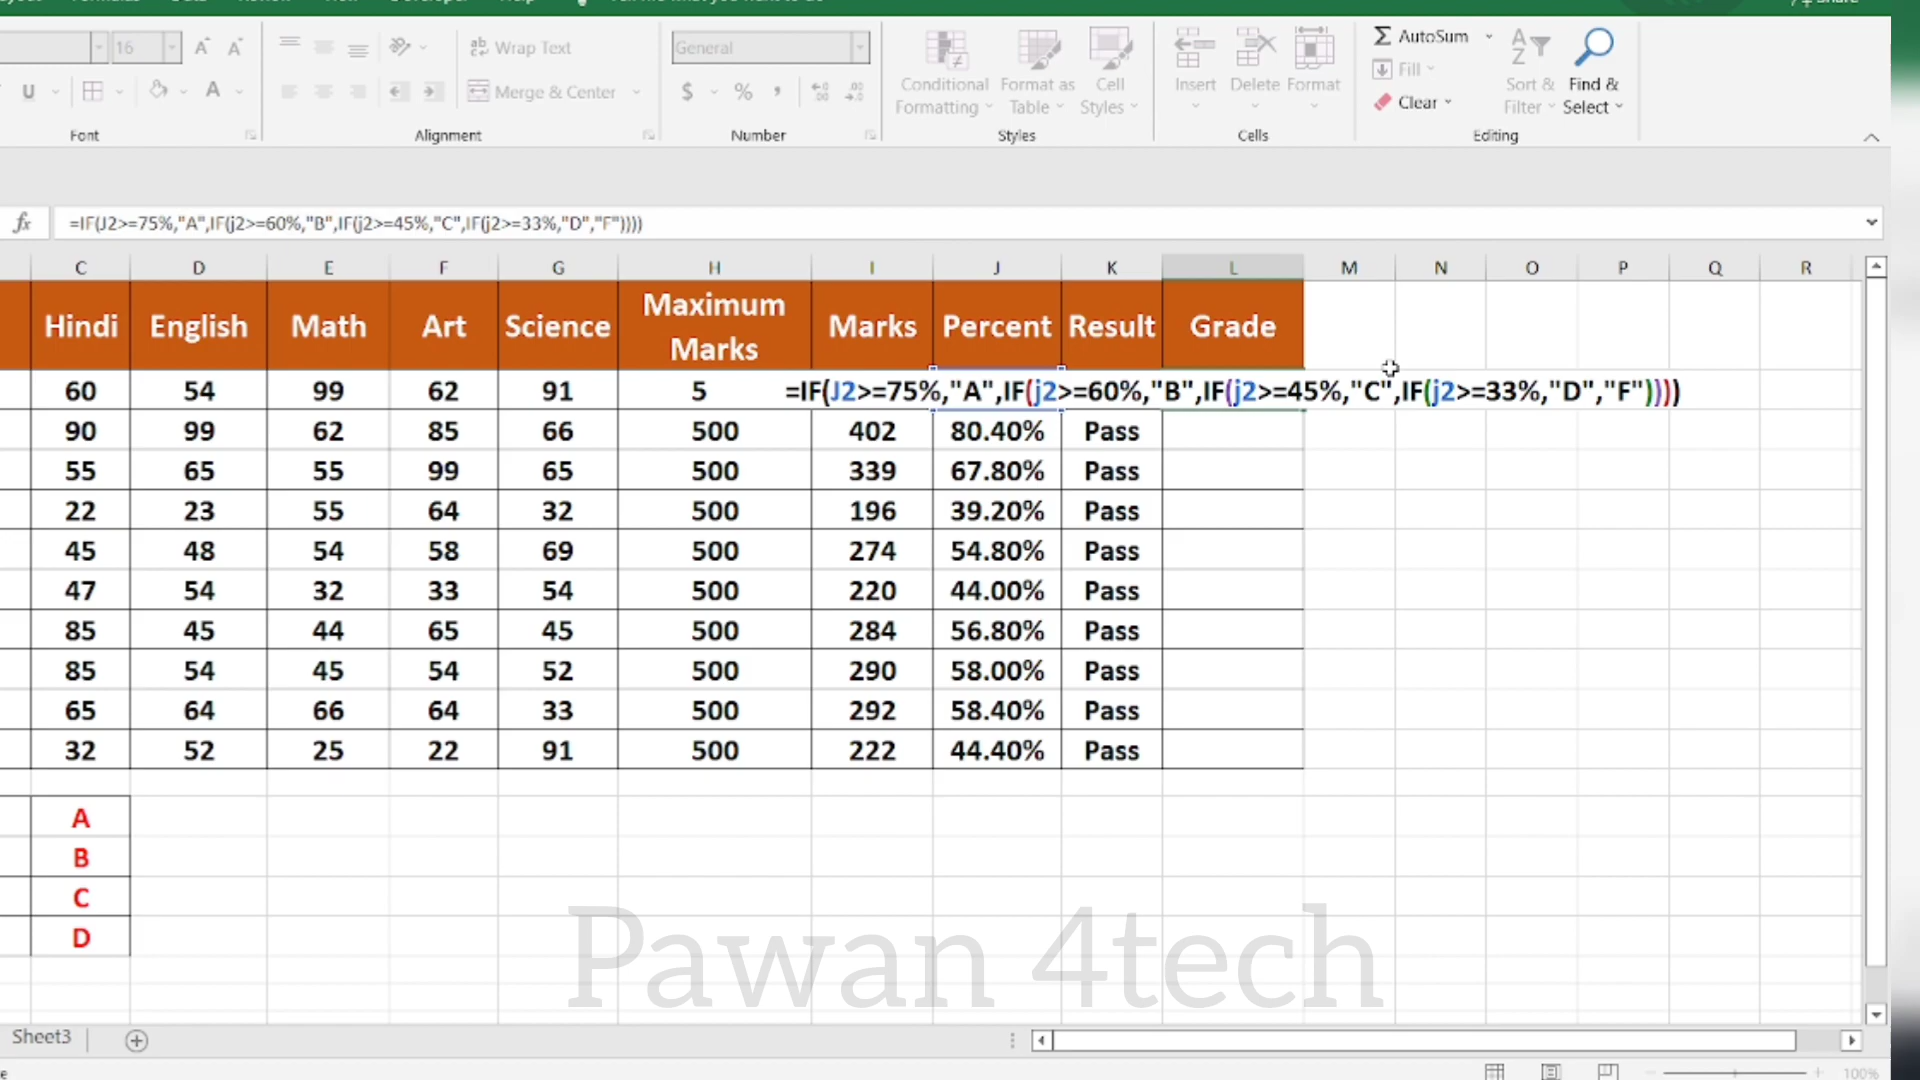 16
Wrap Text
General
Merge & Center
$ % ,
Conditional Formatting
Format as Table
Cell Styles
Insert
Delete
Format
AutoSum
Fill
Clear
Sort & Filter
Find & Select
Font
Alignment
Number
Styles
Cells
Editing
fx =IF(J2>=75%,"A",IF(j2>=60%,"B",IF(j2>=45%,"C",IF(j2>=33%,"D","F"))))
C D E F G H I J K L M N O P Q R
Hindi English Math Art Science Maximum Marks Marks Percent Result Grade
60 54 99 62 91 5 =IF(J2>=75%,"A",IF(j2>=60%,"B",IF(j2>=45%,"C",IF(j2>=33%,"D","F"))))
90 99 62 85 66 500 402 80.40% Pass
55 65 55 99 65 500 339 67.80% Pass
22 23 55 64 32 500 196 39.20% Pass
45 48 54 58 69 500 274 54.80% Pass
47 54 32 33 54 500 220 44.00% Pass
85 45 44 65 45 500 284 56.80% Pass
85 54 45 54 52 500 290 58.00% Pass
65 64 66 64 33 500 292 58.40% Pass
32 52 25 22 91 500 222 44.40% Pass
A
B
C
D
Pawan 4tech
Sheet3
100%